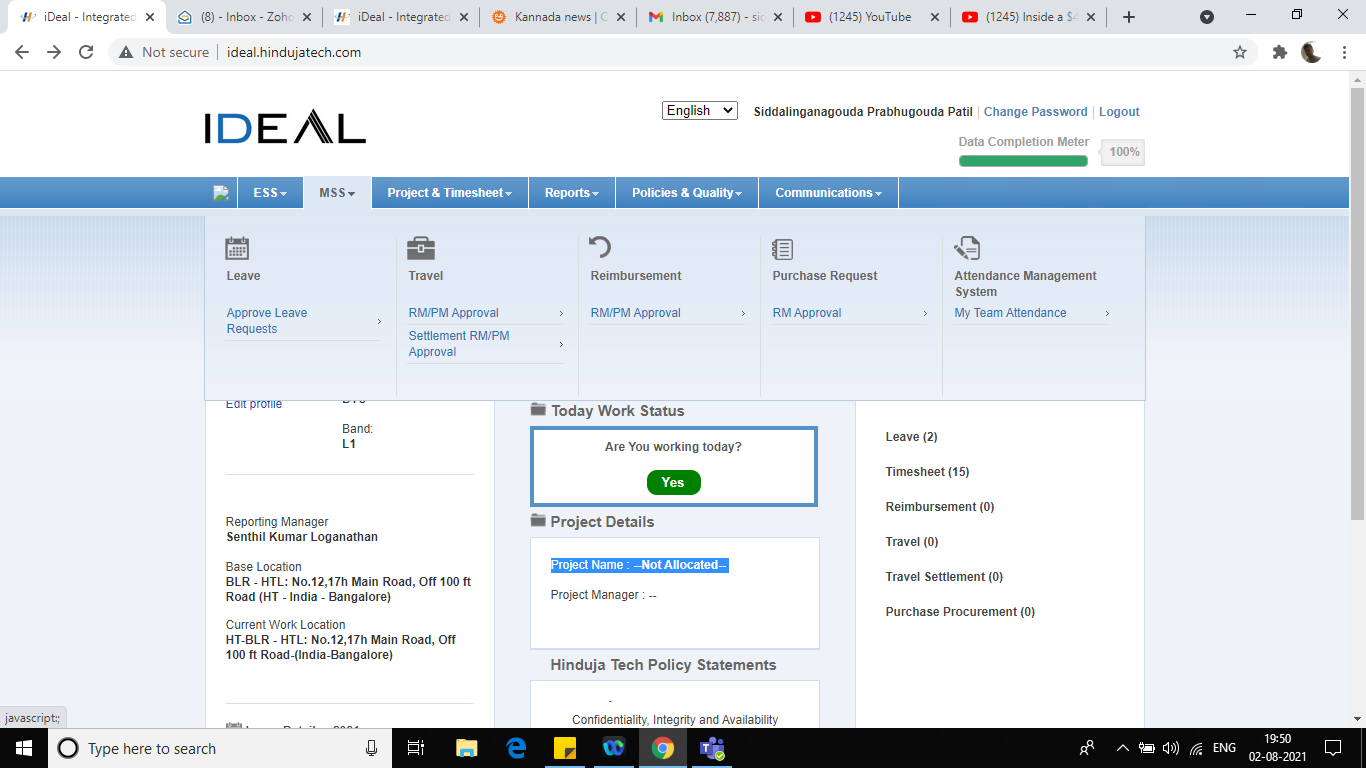 iDeal - Integrated
(8) - Inbox - Zoho
iDeal - Integrated
Kannada news | C
Inbox (7,887) - sid
(1245) YouTube
(1245) Inside a $4
Not secure
ideal.hindujatech.com
IDEAL
English
Siddalinganagouda Prabhugouda Patil | Change Password | Logout
Data Completion Meter
100%
ESS
MSS
Project & Timesheet
Reports
Policies & Quality
Communications
Leave
Approve Leave
Requests
Travel
RM/PM Approval
Settlement RM/PM
Approval
Reimbursement
RM/PM Approval
Purchase Request
RM Approval
Attendance Management
System
My Team Attendance
Edit profile
Band:
L1
Reporting Manager
Senthil Kumar Loganathan
Base Location
BLR - HTL: No.12,17h Main Road, Off 100 ft
Road (HT - India - Bangalore)
Current Work Location
HT-BLR - HTL: No.12,17h Main Road, Off
100 ft Road-(India-Bangalore)
Today Work Status
Are You working today?
Yes
Project Details
Project Name : --Not Allocated--
Project Manager : --
Hinduja Tech Policy Statements
-
Confidentiality, Integrity and Availability
Leave (2)
Timesheet (15)
Reimbursement (0)
Travel (0)
Travel Settlement (0)
Purchase Procurement (0)
javascript:;
Type here to search
ENG
19:50
02-08-2021